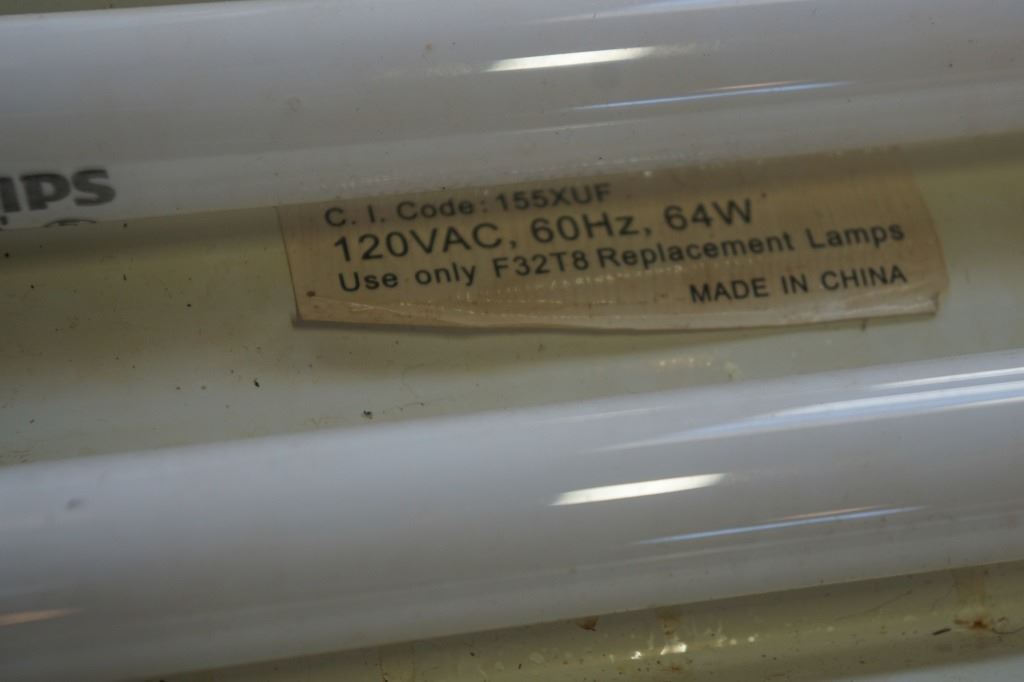 IPS
C. I. Code: 155XUF
120VAC, 60Hz, 64W
Use only F32T8 Replacement Lamps
MADE IN CHINA